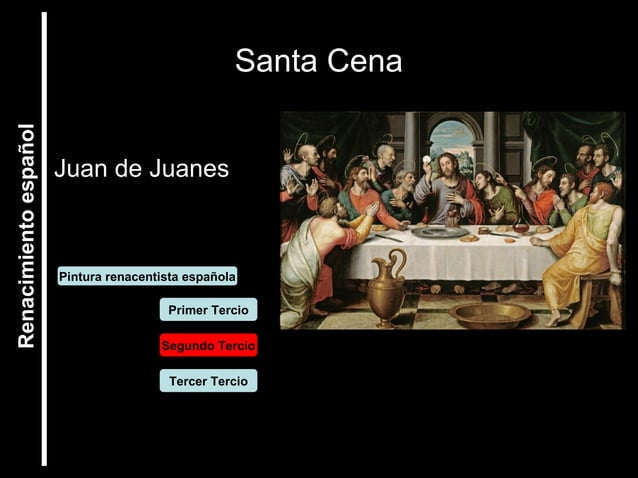 Santa Cena
Renacimiento español
Juan de Juanes
Pintura renacentista española
Primer Tercio
Segundo Tercio
Tercer Tercio